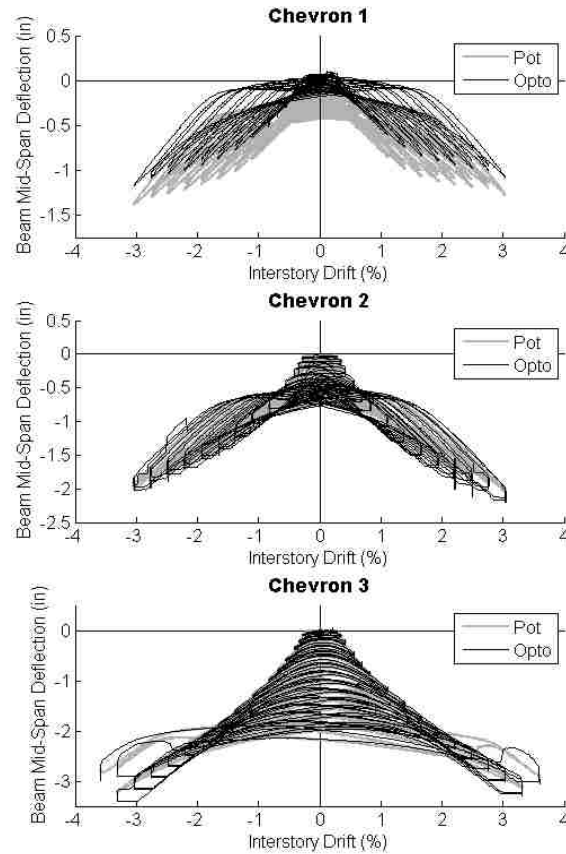 Chevron 1
0.5
0
-0.5
-1
-1.5
Beam Mid-Span Deflection (in)
Pot
Opto
-4 -3 -2 -1 0 1 2 3 4
Interstory Drift (%)
Chevron 2
0.5
0
-0.5
-1
-1.5
-2
-2.5
Beam Mid-Span Deflection (in)
Pot
Opto
-4 -3 -2 -1 0 1 2 3 4
Interstory Drift (%)
Chevron 3
0
-1
-2
-3
Beam Mid-Span Deflection (in)
Pot
Opto
-4 -3 -2 -1 0 1 2 3 4
Interstory Drift (%)